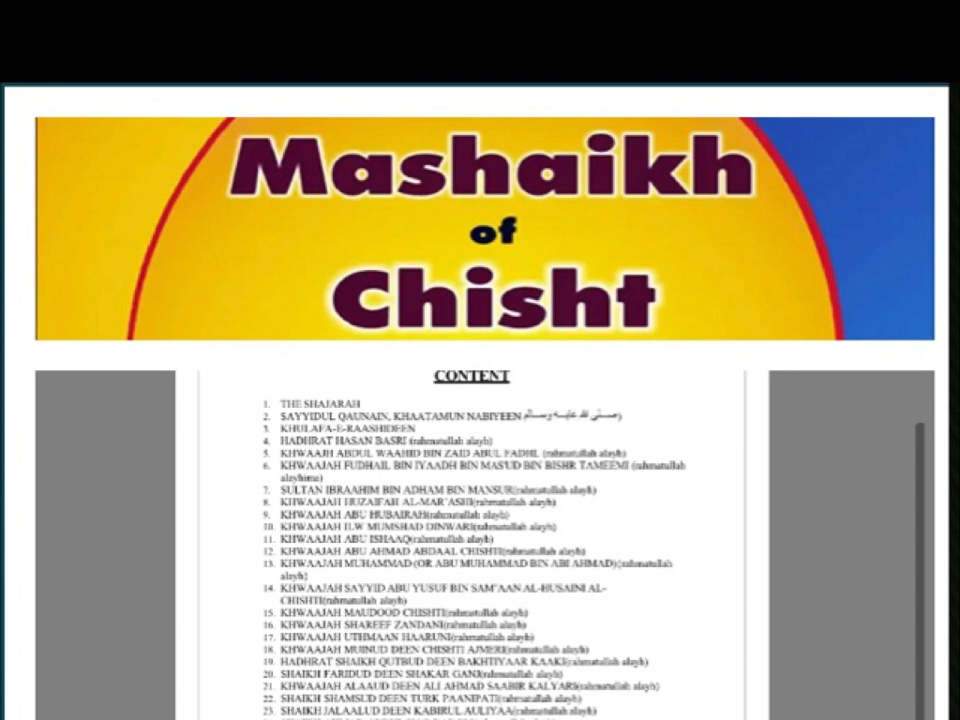 Mashaikh
of
Chisht
CONTENT
1. THE SHAJARAH
2. SAYYIDUL QAUNAIN, KHAATAMUN NABIYEEN صلى الله عليه وسلم)
3. KHULAFA-E-RAASHIDEEN
4. HADHRAT HASAN BASRI (rahmatullah alayh)
5. KHWAAJH ABDUL WAAHID BIN ZAID ABUL FADHL (rahmatullah alayh)
6. KHWAAJAH FUDHAIL BIN IYAADH BIN MAS'UD BIN BISHR TAMEEMI (rahmatullah
alayhima)
7. SULTAN IBRAAHIM BIN ADHAM BIN MANSUR(rahmatullah alayh)
8. KHWAAJAH HUZAIFAH AL-MAR'ASHI(rahmatullah alayh)
9. KHWAAJAH ABU HUBAIRAH(rahmatullah alayh)
10. KHWAAJAH ILW MUMSHAD DINWARI(rahmatullah alayh)
11. KHWAAJAH ABU ISHAAQ(rahmatullah alayh)
12. KHWAAJAH ABU AHMAD ABDAAL CHISHTI(rahmatullah alayh)
13. KHWAAJAH MUHAMMAD (OR ABU MUHAMMAD BIN ABI AHMAD)(rahmatullah
alayh)
14. KHWAAJAH SAYYID ABU YUSUF BIN SAM'AAN AL-HUSAINI AL-
CHISHTI(rahmatullah alayh)
15. KHWAAJAH MAUDOOD CHISHTI(rahmatullah alayh)
16. KHWAAJAH SHAREEF ZANDANI(rahmatullah alayh)
17. KHWAAJAH UTHMAAN HAARUNI(rahmatullah alayh)
18. KHWAAJAH MUINUD DEEN CHISHTI AJMERI(rahmatullah alayh)
19. HADHRAT SHAIKH QUTBUD DEEN BAKHTIYAAR KAAKI(rahmatullah alayh)
20. SHAIKH FARIDUD DEEN SHAKAR GANJ(rahmatullah alayh)
21. KHWAAJAH ALAAUD DEEN ALI AHMAD SAABIR KALYARI(rahmatullah alayh)
22. SHAIKH SHAMSUD DEEN TURK PAANIPATI(rahmatullah alayh)
23. SHAIKH JALAALUD DEEN KABIRUL AULIYAA(rahmatullah alayh)